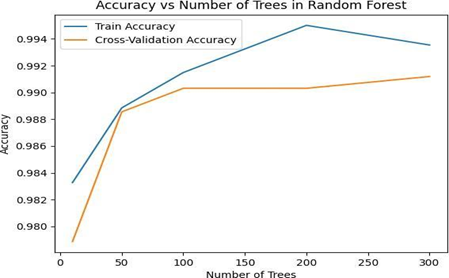 Accuracy vs Number of Trees in Random Forest
Train Accuracy
Cross-Validation Accuracy
0.994
0.992
0.990
0.988
0.986
0.984
0.982
0.980
Accuracy
0 50 100 150 200 250 300
Number of Trees